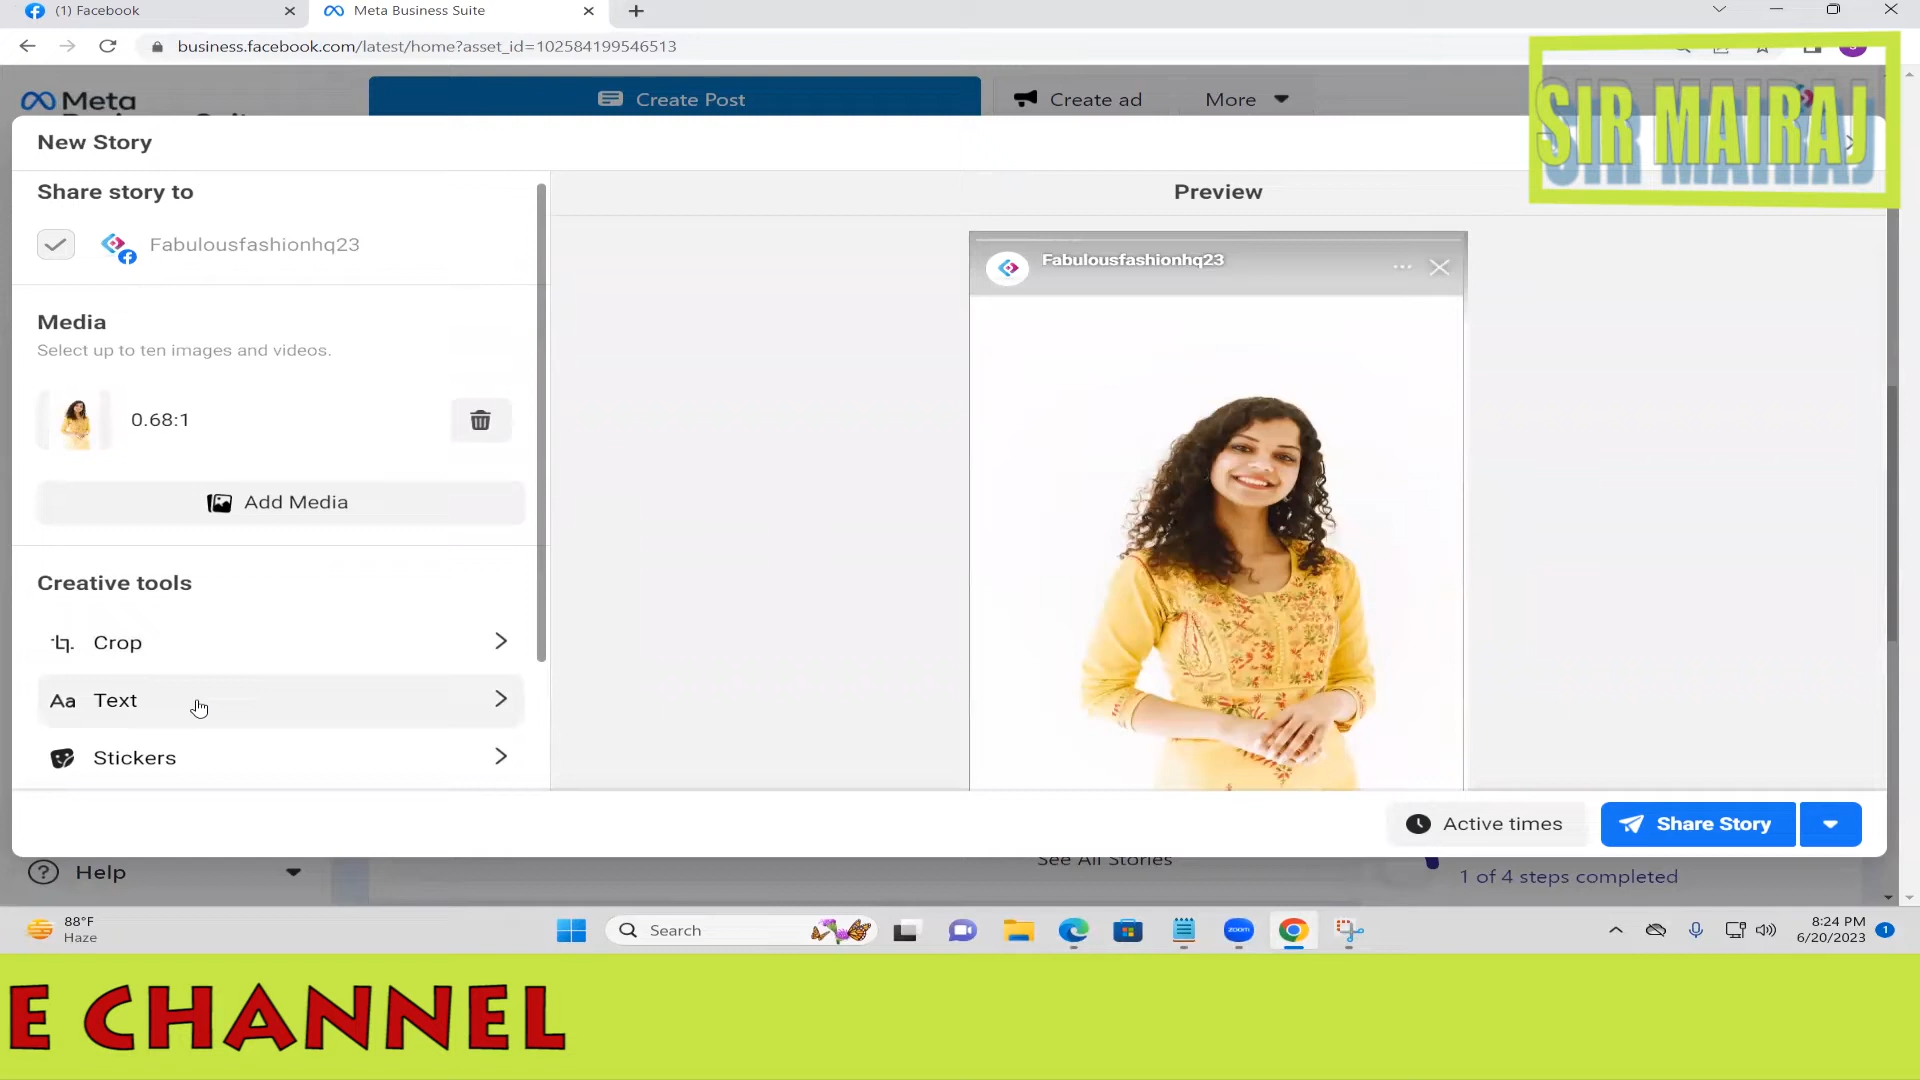 (1) Facebook
Meta Business Suite
business.facebook.com/latest/home?asset_id=102584199546513
Meta
Create Post
Create ad
More
SIR MAIRAJ
New Story
Share story to
Preview
Fabulousfashionhq23
Fabulousfashionhq23
Media
Select up to ten images and videos.
0.68:1
Add Media
Creative tools
Crop
Aa Text
Stickers
Active times
Share Story
Help
See All Stories
1 of 4 steps completed
88°F
Haze
Search
zoom
8:24 PM
6/20/2023
1
E CHANNEL